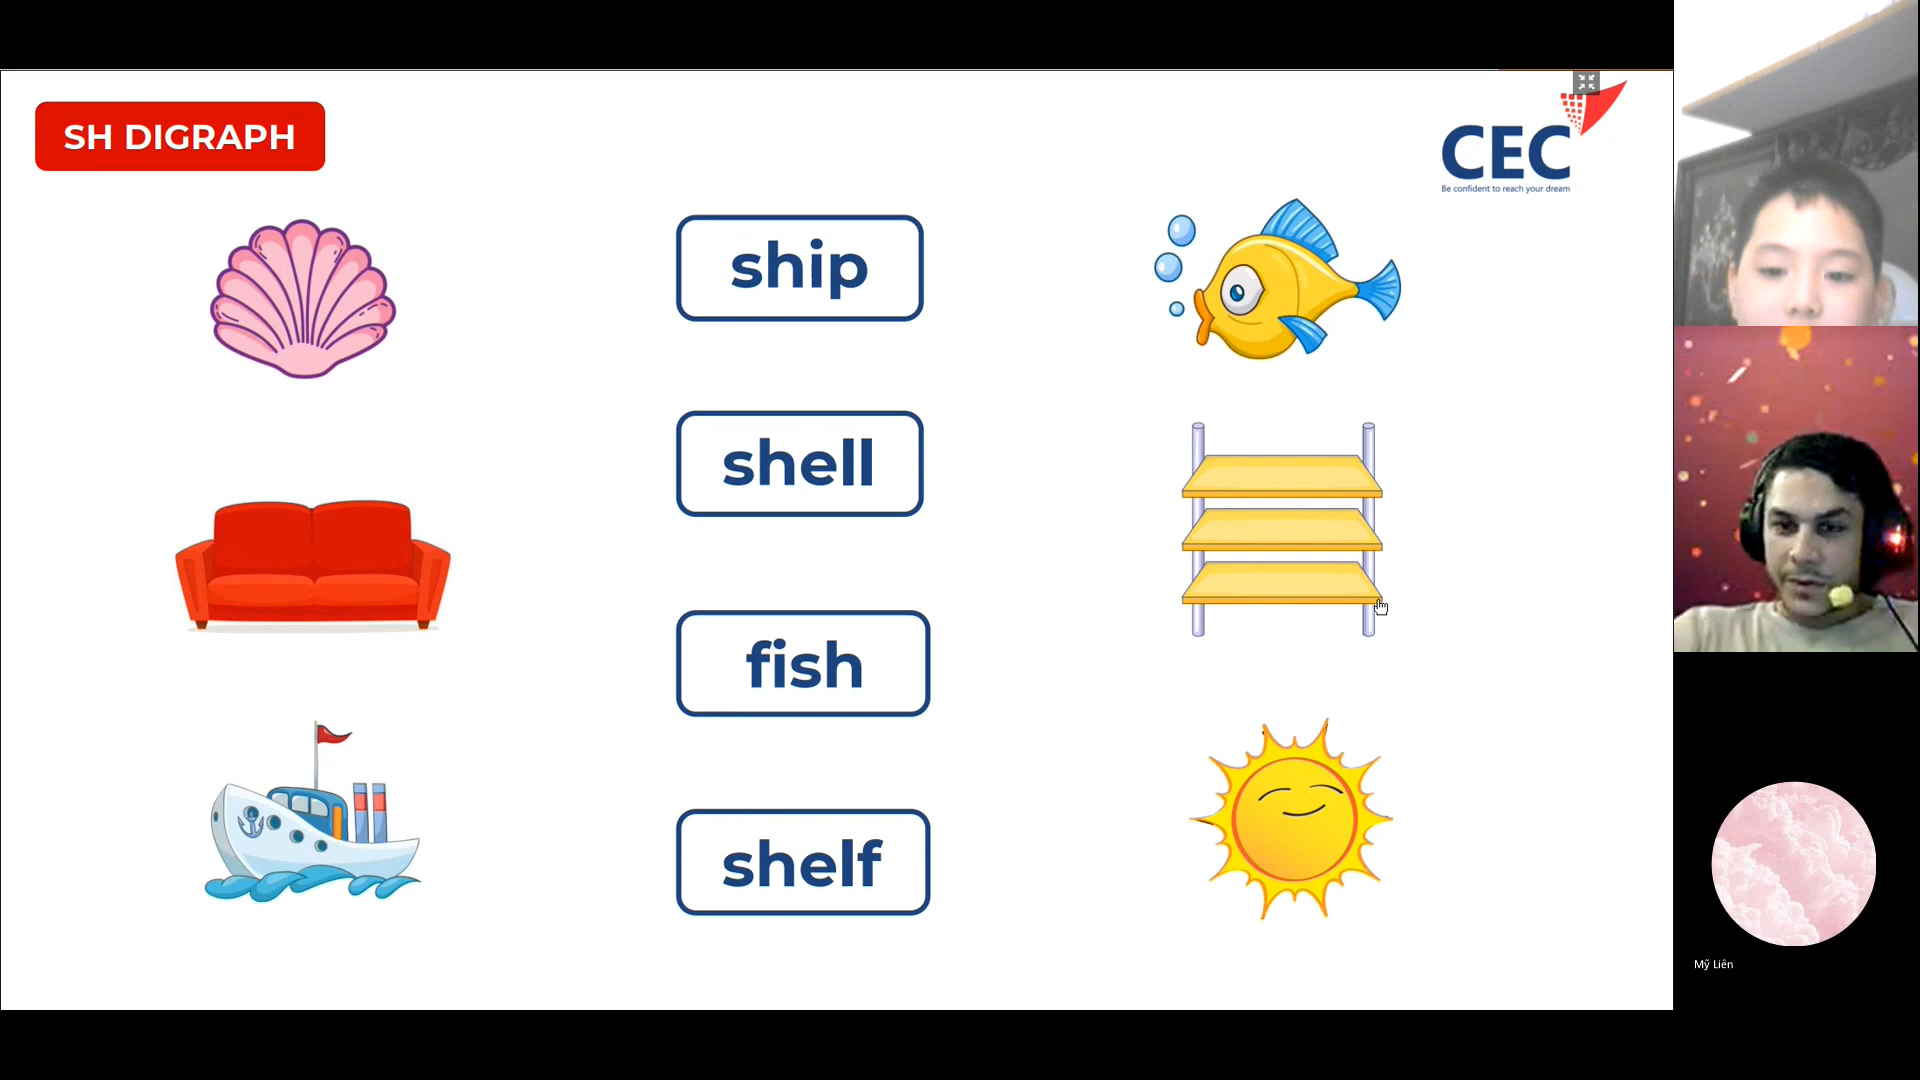 SH DIGRAPH
CEC
Be confident to reach your dream
ship
shell
fish
shelf
Mỹ Liên